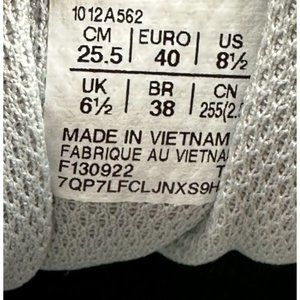 1012A562
CM EURO US
25.5 40 8½
UK BR CN
6½ 38 255(2.
MADE IN VIETNAM
FABRIQUE AU VIETNA
F130922 T
7QP7LFCLJNXS9H